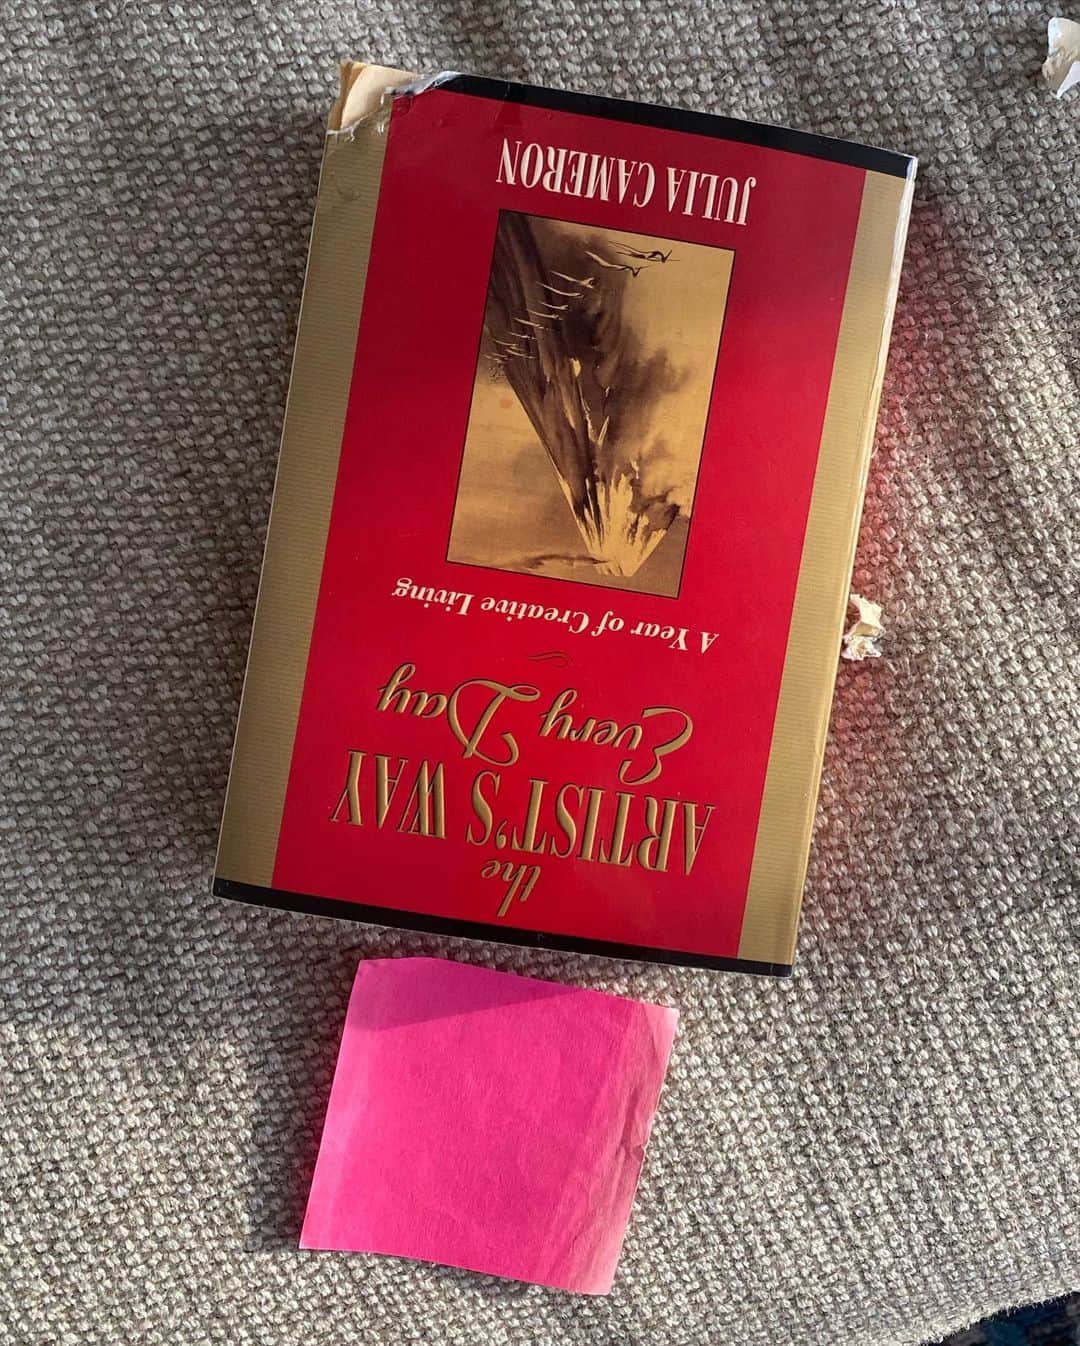 the
ARTIST'S WAY
Every Day
A Year of Creative Living
JULIA CAMERON